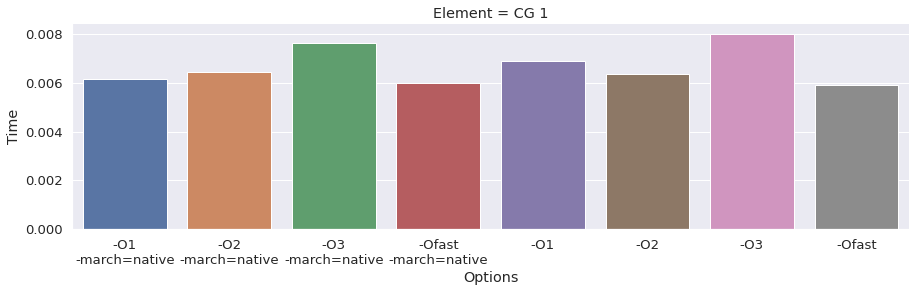 Element = CG 1
Time
0.008
0.006
0.004
0.002
0.000
-O1 -O2 -O3 -Ofast -O1 -O2 -O3 -Ofast
-march=native -march=native -march=native -march=native
Options